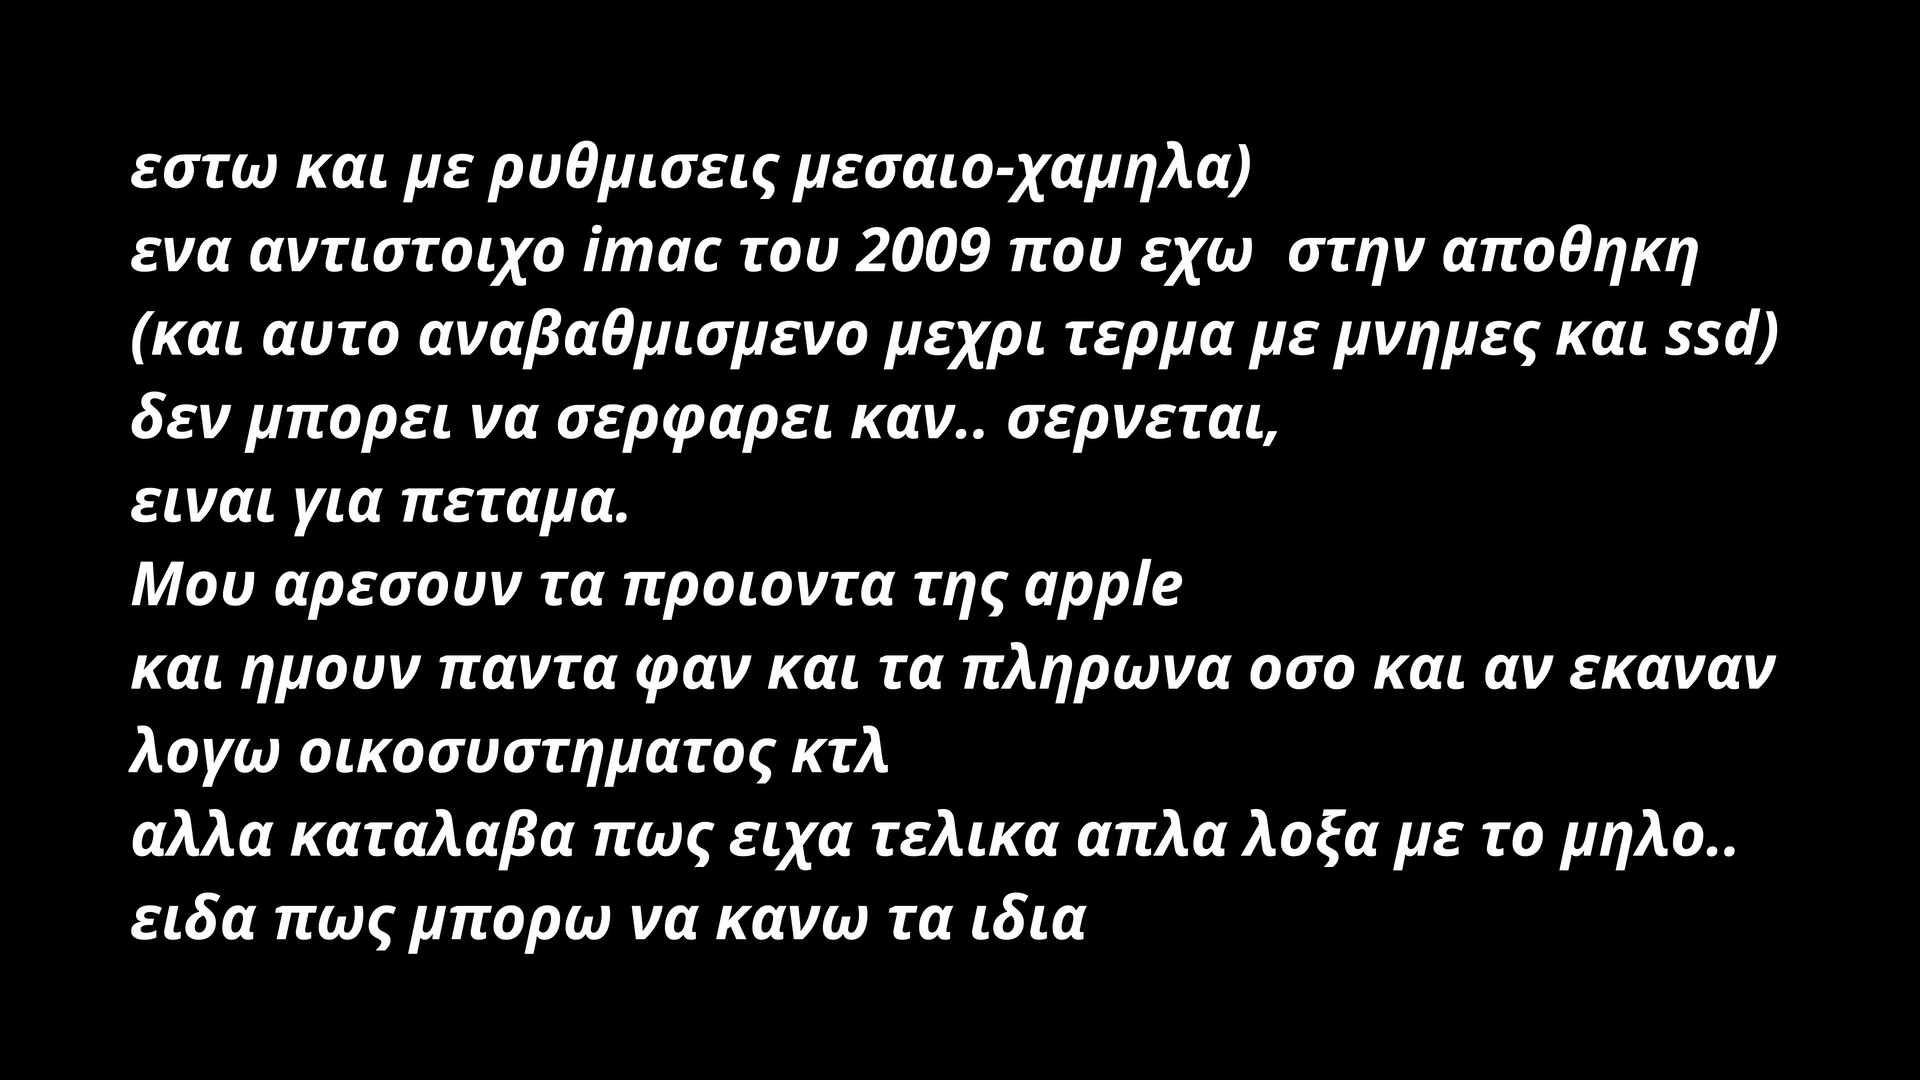 εστω και με ρυθμισεις μεσαιο-χαμηλα)
ενα αντιστοιχο imac του 2009 που εχω  στην αποθηκη
(και αυτο αναβαθμισμενο μεχρι τερμα με μνημες και ssd)
δεν μπορει να σερφαρει καν.. σερνεται,
ειναι για πεταμα.
Μου αρεσουν τα προιοντα της apple
και ημουν παντα φαν και τα πληρωνα οσο και αν εκαναν
λογω οικοσυστηματος κτλ
αλλα καταλαβα πως ειχα τελικα απλα λοξα με το μηλο..
ειδα πως μπορω να κανω τα ιδια